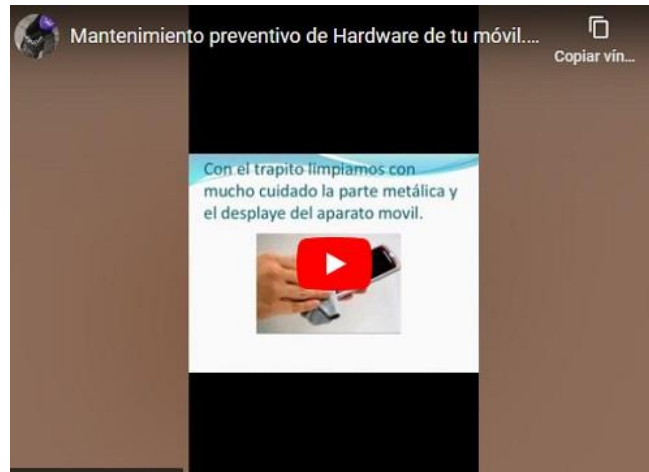 Mantenimiento preventivo de Hardware de tu móvil....
Copiar vín...
Con el trapito limpiamos con
mucho cuidado la parte metálica y
el desplaye del aparato movil.